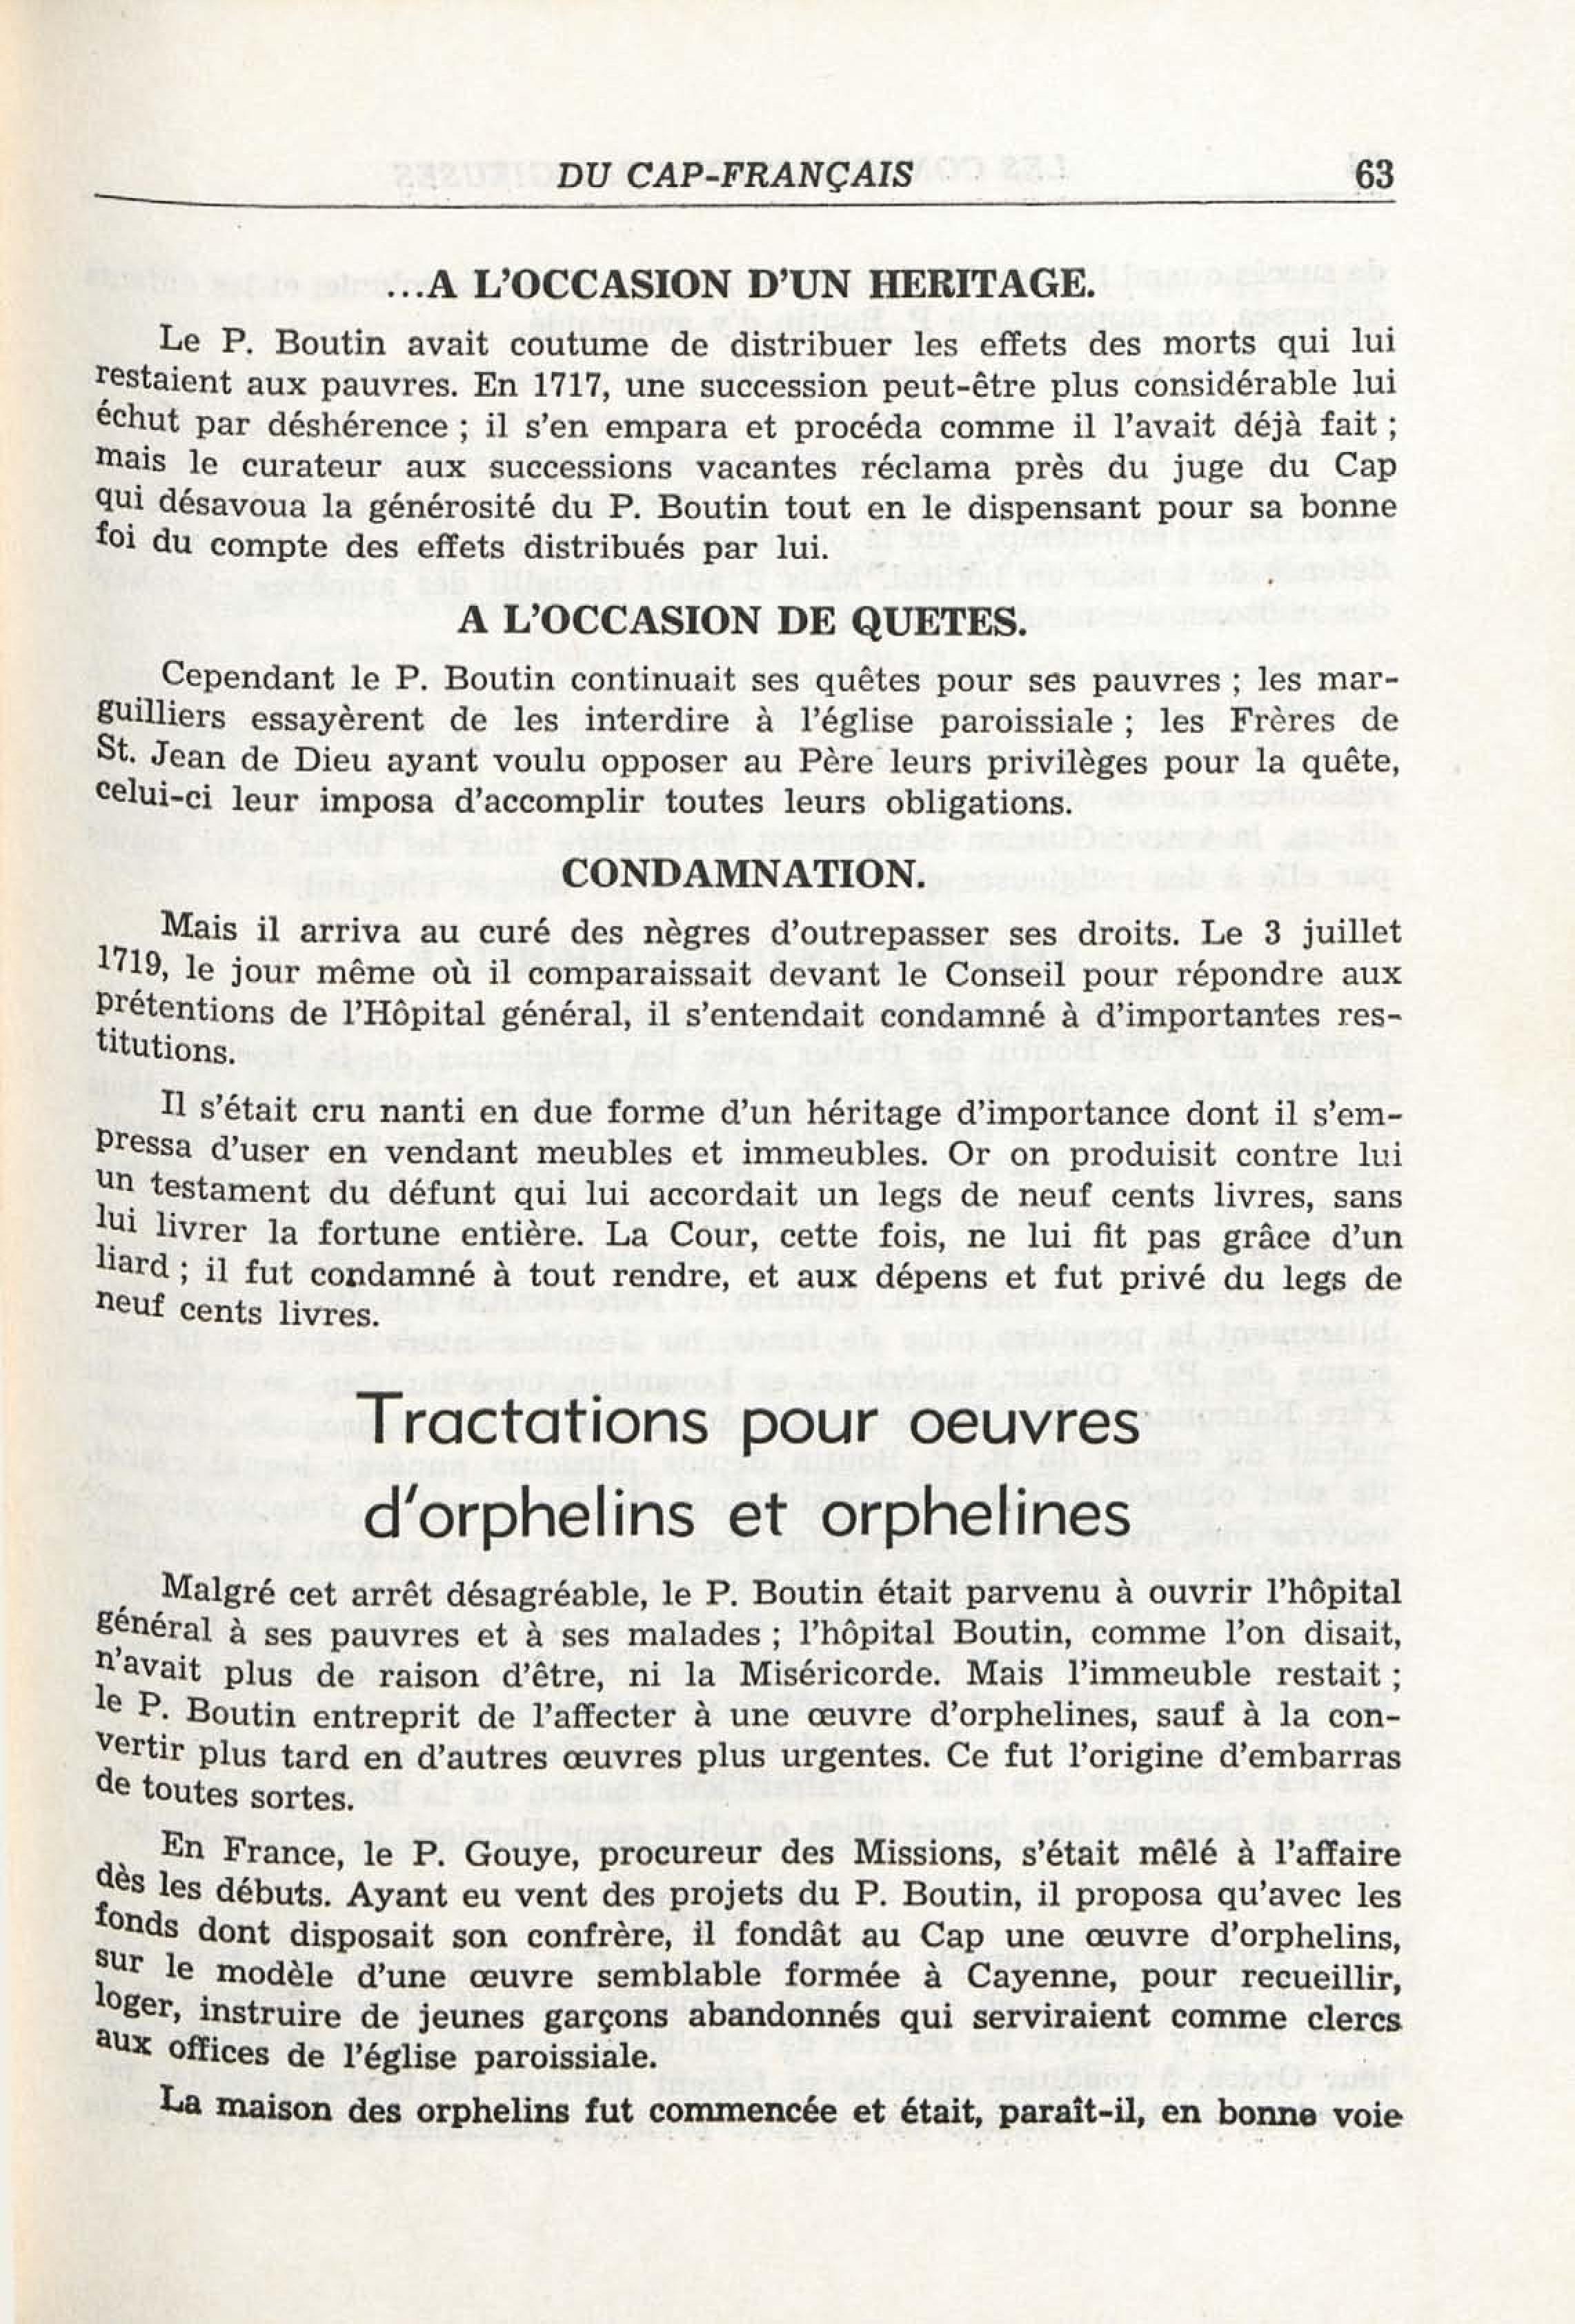 DU CAP-FRANÇAIS 63
...A L'OCCASION D'UN HERITAGE.
Le P. Boutin avait coutume de distribuer les effets des morts qui lui
restaient aux pauvres. En 1717, une succession peut-être plus considérable lui
échut par déshérence ; il s'en empara et procéda comme il l'avait déjà fait ;
mais le curateur aux successions vacantes réclama près du juge du Cap
qui désavoua la générosité du P. Boutin tout en le dispensant pour sa bonne
foi du compte des effets distribués par lui.
A L'OCCASION DE QUETES.
Cependant le P. Boutin continuait ses quêtes pour ses pauvres ; les mar-
guilliers essayèrent de les interdire à l'église paroissiale ; les Frères de
St. Jean de Dieu ayant voulu opposer au Père leurs privilèges pour la quête,
celui-ci leur imposa d'accomplir toutes leurs obligations.
CONDAMNATION.
Mais il arriva au curé des nègres d'outrepasser ses droits. Le 3 juillet
1719, le jour même où il comparaissait devant le Conseil pour répondre aux
prétentions de l'Hôpital général, il s'entendait condamné à d'importantes res-
titutions.
Il s'était cru nanti en due forme d'un héritage d'importance dont il s'em-
pressa d'user en vendant meubles et immeubles. Or on produisit contre lui
un testament du défunt qui lui accordait un legs de neuf cents livres, sans
lui livrer la fortune entière. La Cour, cette fois, ne lui fit pas grâce d'un
liard ; il fut condamné à tout rendre, et aux dépens et fut privé du legs de
neuf cents livres.
Tractations pour oeuvres
d'orphelins et orphelines
Malgré cet arrêt désagréable, le P. Boutin était parvenu à ouvrir l'hôpital
général à ses pauvres et à ses malades ; l'hôpital Boutin, comme l'on disait,
n'avait plus de raison d'être, ni la Miséricorde. Mais l'immeuble restait ;
le P. Boutin entreprit de l'affecter à une œuvre d'orphelines, sauf à la con-
vertir plus tard en d'autres œuvres plus urgentes. Ce fut l'origine d'embarras
de toutes sortes.
En France, le P. Gouye, procureur des Missions, s'était mêlé à l'affaire
dès les débuts. Ayant eu vent des projets du P. Boutin, il proposa qu'avec les
fonds dont disposait son confrère, il fondât au Cap une œuvre d'orphelins,
sur le modèle d'une œuvre semblable formée à Cayenne, pour recueillir,
loger, instruire de jeunes garçons abandonnés qui serviraient comme clercs
aux offices de l'église paroissiale.
La maison des orphelins fut commencée et était, paraît-il, en bonne voie